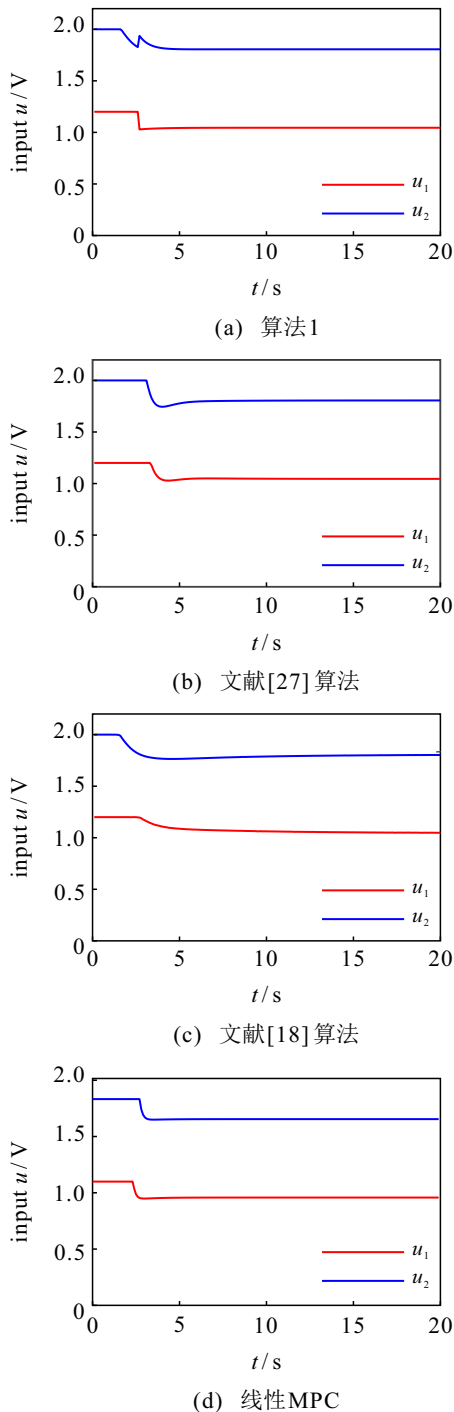 2.0
1.5
1.0
0.5
0
input u/V
u₁
u₂
0 5 10 15 20
t/s
(a) 算法1
2.0
1.5
1.0
0.5
0
input u/V
u₁
u₂
0 5 10 15 20
t/s
(b) 文献[27]算法
2.0
1.5
1.0
0.5
0
input u/V
u₁
u₂
0 5 10 15 20
t/s
(c) 文献[18]算法
2.0
1.5
1.0
0.5
0
input u/V
u₁
u₂
0 5 10 15 20
t/s
(d) 线性MPC